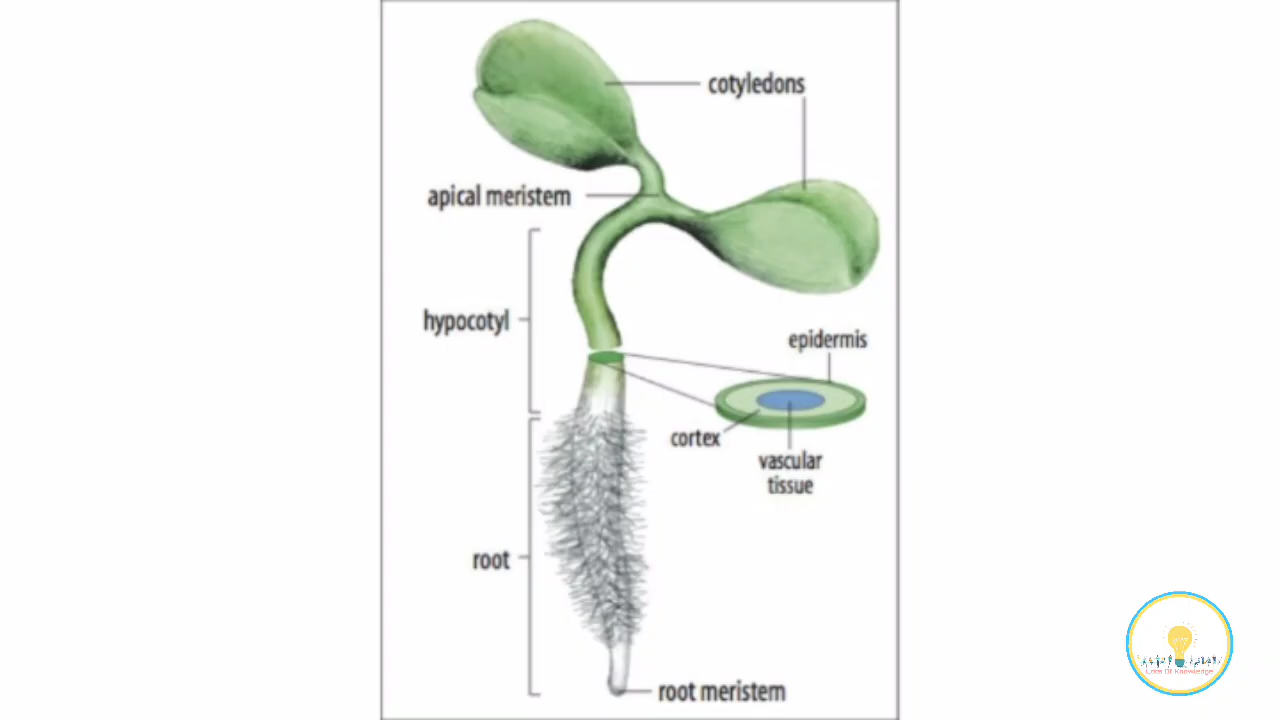 cotyledons
apical meristem
hypocotyl
epidermis
cortex
vascular
tissue
root
root meristem